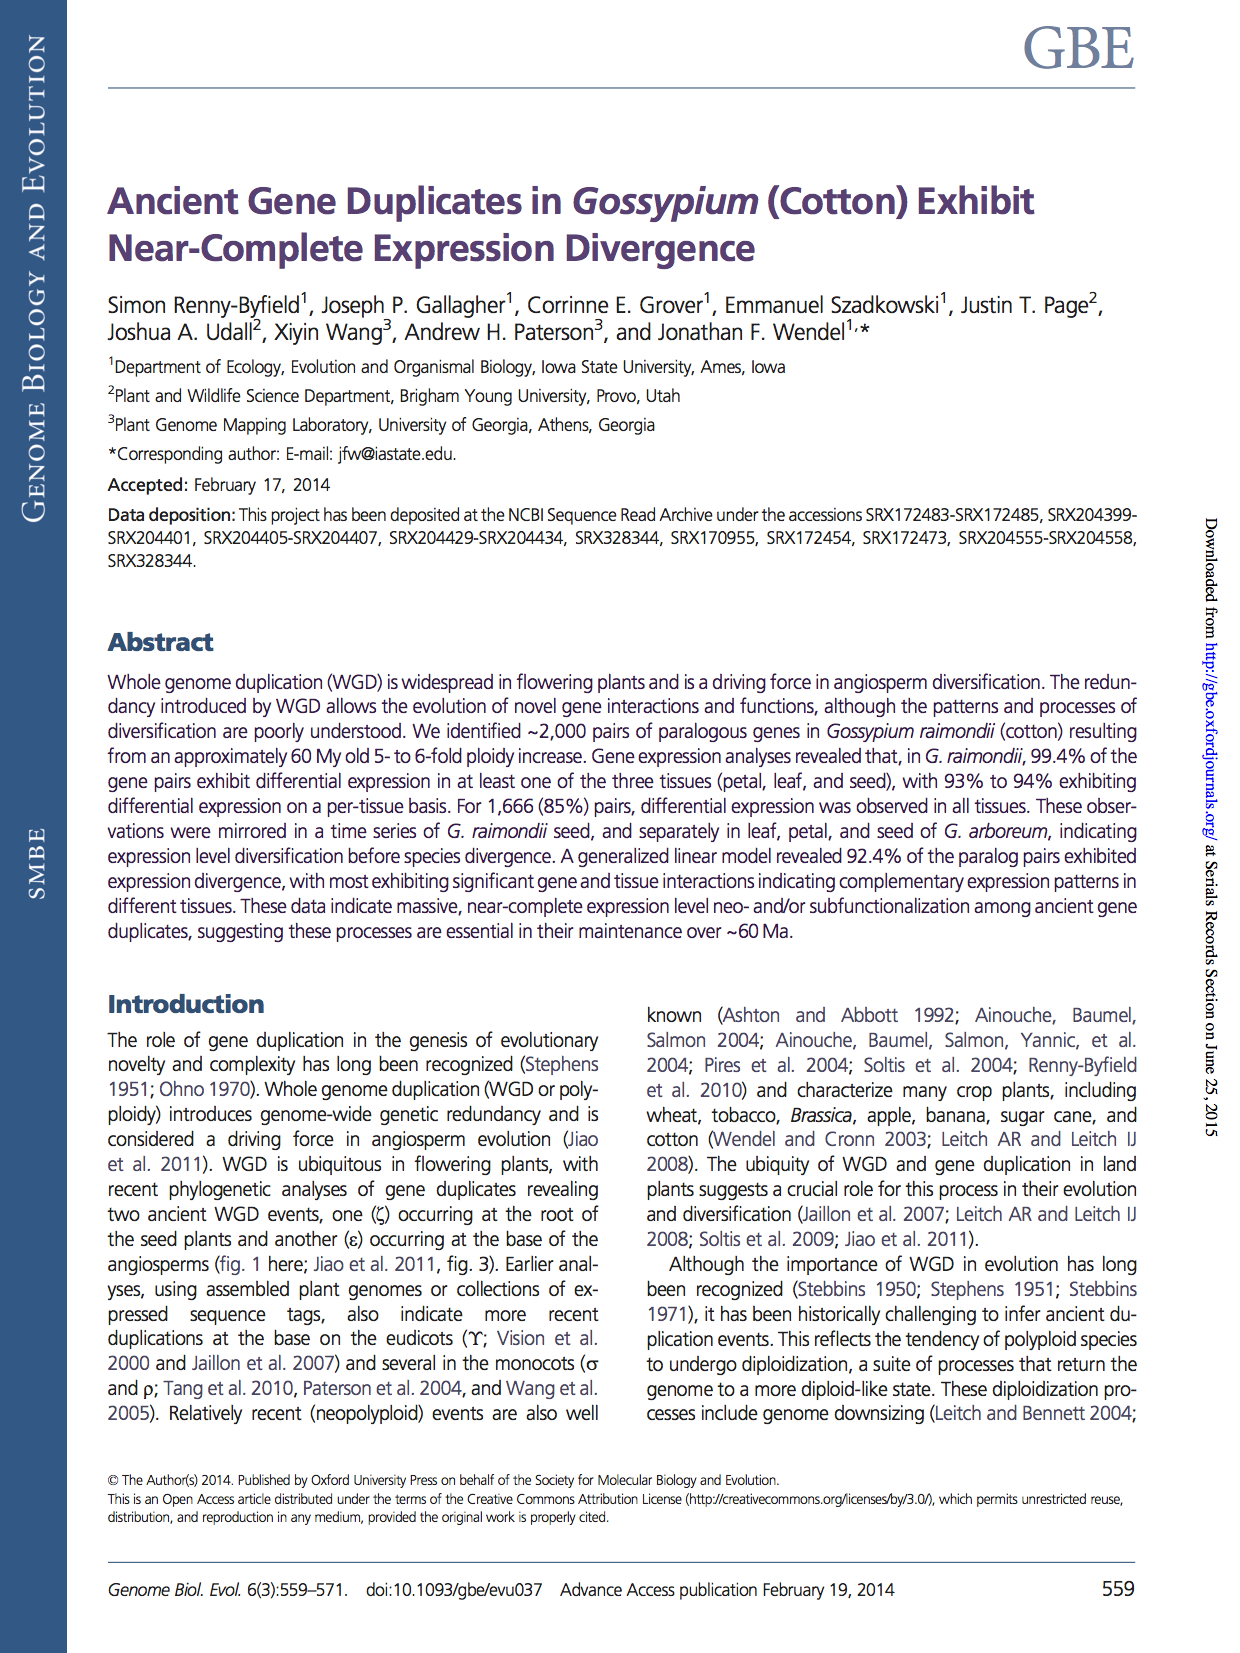 GBE
GENOME BIOLOGY AND EVOLUTION
SMBE
Ancient Gene Duplicates in Gossypium (Cotton) Exhibit
Near-Complete Expression Divergence
Simon Renny-Byfield1, Joseph P. Gallagher1, Corrinne E. Grover1, Emmanuel Szadkowski1, Justin T. Page2,
Joshua A. Udall2, Xiyin Wang3, Andrew H. Paterson3, and Jonathan F. Wendel1,*
1Department of Ecology, Evolution and Organismal Biology, Iowa State University, Ames, Iowa
2Plant and Wildlife Science Department, Brigham Young University, Provo, Utah
3Plant Genome Mapping Laboratory, University of Georgia, Athens, Georgia
*Corresponding author: E-mail: jfw@iastate.edu.
Accepted: February 17, 2014
Data deposition: This project has been deposited at the NCBI Sequence Read Archive under the accessions SRX172483-SRX172485, SRX204399-
SRX204401, SRX204405-SRX204407, SRX204429-SRX204434, SRX328344, SRX170955, SRX172454, SRX172473, SRX204555-SRX204558,
SRX328344.
Abstract
Whole genome duplication (WGD) is widespread in flowering plants and is a driving force in angiosperm diversification. The redun-
dancy introduced by WGD allows the evolution of novel gene interactions and functions, although the patterns and processes of
diversification are poorly understood. We identified ~2,000 pairs of paralogous genes in Gossypium raimondii (cotton) resulting
from an approximately 60 My old 5- to 6-fold ploidy increase. Gene expression analyses revealed that, in G. raimondii, 99.4% of the
gene pairs exhibit differential expression in at least one of the three tissues (petal, leaf, and seed), with 93% to 94% exhibiting
differential expression on a per-tissue basis. For 1,666 (85%) pairs, differential expression was observed in all tissues. These obser-
vations were mirrored in a time series of G. raimondii seed, and separately in leaf, petal, and seed of G. arboreum, indicating
expression level diversification before species divergence. A generalized linear model revealed 92.4% of the paralog pairs exhibited
expression divergence, with most exhibiting significant gene and tissue interactions indicating complementary expression patterns in
different tissues. These data indicate massive, near-complete expression level neo- and/or subfunctionalization among ancient gene
duplicates, suggesting these processes are essential in their maintenance over ~60 Ma.
Introduction
The role of gene duplication in the genesis of evolutionary
novelty and complexity has long been recognized (Stephens
1951; Ohno 1970). Whole genome duplication (WGD or poly-
ploidy) introduces genome-wide genetic redundancy and is
considered a driving force in angiosperm evolution (Jiao
et al. 2011). WGD is ubiquitous in flowering plants, with
recent phylogenetic analyses of gene duplicates revealing
two ancient WGD events, one (ζ) occurring at the root of
the seed plants and another (ε) occurring at the base of the
angiosperms (fig. 1 here; Jiao et al. 2011, fig. 3). Earlier anal-
yses, using assembled plant genomes or collections of ex-
pressed sequence tags, also indicate more recent
duplications at the base on the eudicots (ϒ; Vision et al.
2000 and Jaillon et al. 2007) and several in the monocots (σ
and ρ; Tang et al. 2010, Paterson et al. 2004, and Wang et al.
2005). Relatively recent (neopolyploid) events are also well
known (Ashton and Abbott 1992; Ainouche, Baumel,
Salmon 2004; Ainouche, Baumel, Salmon, Yannic, et al.
2004; Pires et al. 2004; Soltis et al. 2004; Renny-Byfield
et al. 2010) and characterize many crop plants, including
wheat, tobacco, Brassica, apple, banana, sugar cane, and
cotton (Wendel and Cronn 2003; Leitch AR and Leitch IJ
2008). The ubiquity of WGD and gene duplication in land
plants suggests a crucial role for this process in their evolution
and diversification (Jaillon et al. 2007; Leitch AR and Leitch IJ
2008; Soltis et al. 2009; Jiao et al. 2011).
Although the importance of WGD in evolution has long
been recognized (Stebbins 1950; Stephens 1951; Stebbins
1971), it has been historically challenging to infer ancient du-
plication events. This reflects the tendency of polyploid species
to undergo diploidization, a suite of processes that return the
genome to a more diploid-like state. These diploidization pro-
cesses include genome downsizing (Leitch and Bennett 2004;
© The Author(s) 2014. Published by Oxford University Press on behalf of the Society for Molecular Biology and Evolution.
This is an Open Access article distributed under the terms of the Creative Commons Attribution License (http://creativecommons.org/licenses/by/3.0/), which permits unrestricted reuse,
distribution, and reproduction in any medium, provided the original work is properly cited.
Genome Biol. Evol. 6(3):559–571. doi:10.1093/gbe/evu037 Advance Access publication February 19, 2014 559
Downloaded from http://gbe.oxfordjournals.org/ at Serials Records Section on June 25, 2015